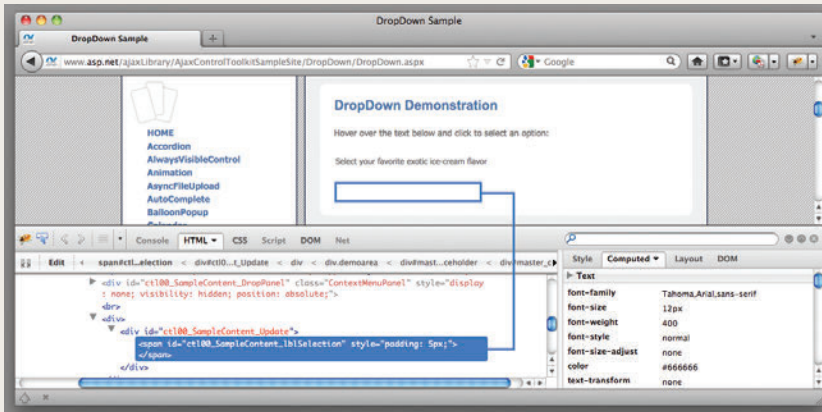 DropDown Sample
DropDown Sample
www.asp.net/ajaxLibrary/AjaxControlToolkitSampleSite/DropDown/DropDown.aspx
Google
HOME
Accordion
AlwaysVisibleControl
Animation
AsyncFileUpload
AutoComplete
BalloonPopup
Calendar
DropDown Demonstration
Hover over the text below and click to select an option:
Select your favorite exotic ice-cream flavor
Console HTML CSS Script DOM Net
Edit span#ctl...election < div#ctl0...t_Update < div < div.demoarea < div#mast...ceholder < div#master_c
<div id="ctl00_SampleContent_DropPanel" class="ContextMenuPanel" style="display
: none; visibility: hidden; position: absolute;">
<br>
<div>
<div id="ctl00_SampleContent_Update">
<span id="ctl00_SampleContent_lblSelection" style="padding: 5px;">
</span>
</div>
Style Computed Layout DOM
Text
font-family Tahoma,Arial,sans-serif
font-size 12px
font-weight 400
font-style normal
font-size-adjust none
color #666666
text-transform none